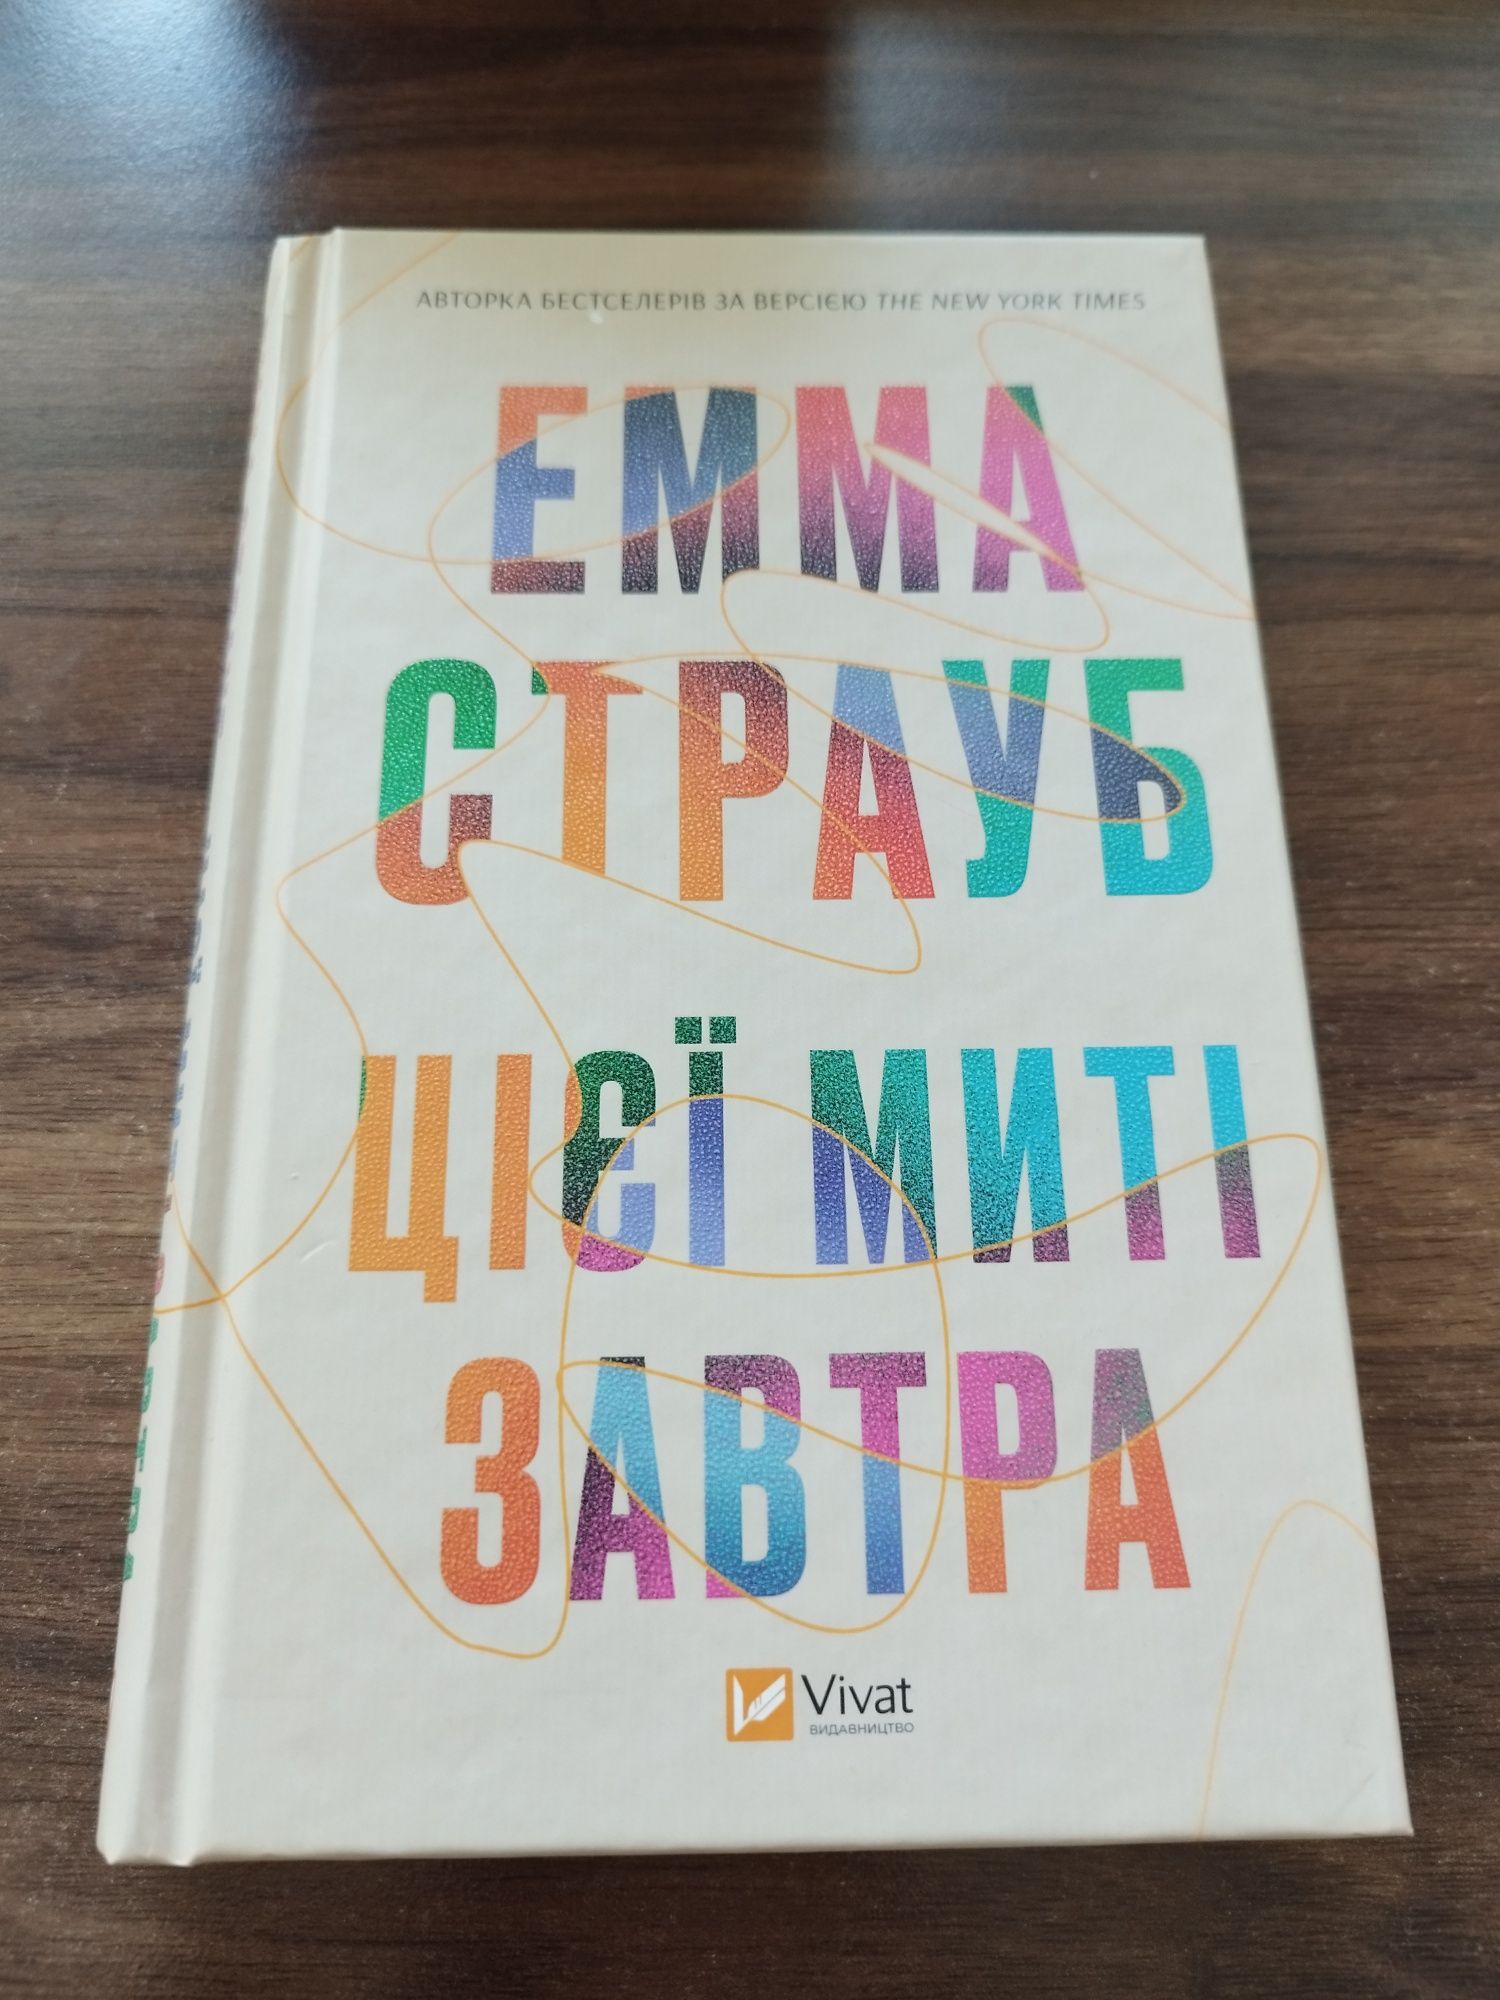 АВТОРКА БЕСТСЕЛЕРІВ ЗА ВЕРСІЄЮ THE NEW YORK TIMES
ЕММА
СТРАУБ
ЦІЄЇ МИТІ
ЗАВТРА
Vivat
ВИДАВНИЦТВО